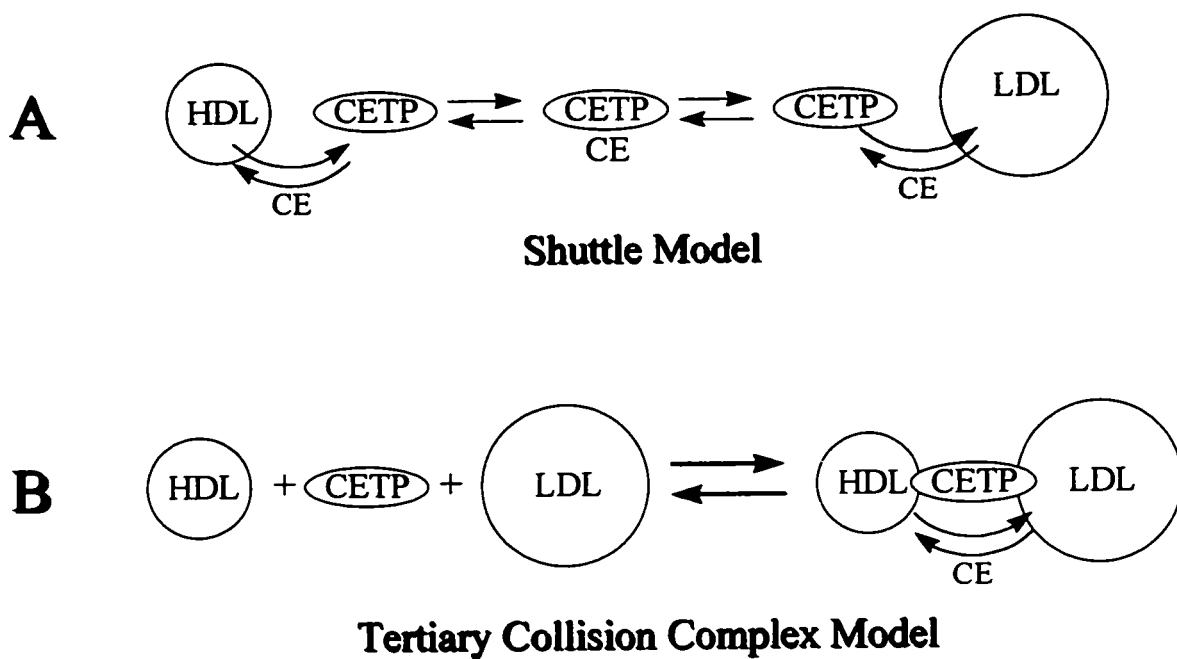 A
HDL CETP CETP CETP LDL
CE CE CE
Shuttle Model
B
HDL + CETP + LDL HDL CETP LDL
CE
Tertiary Collision Complex Model